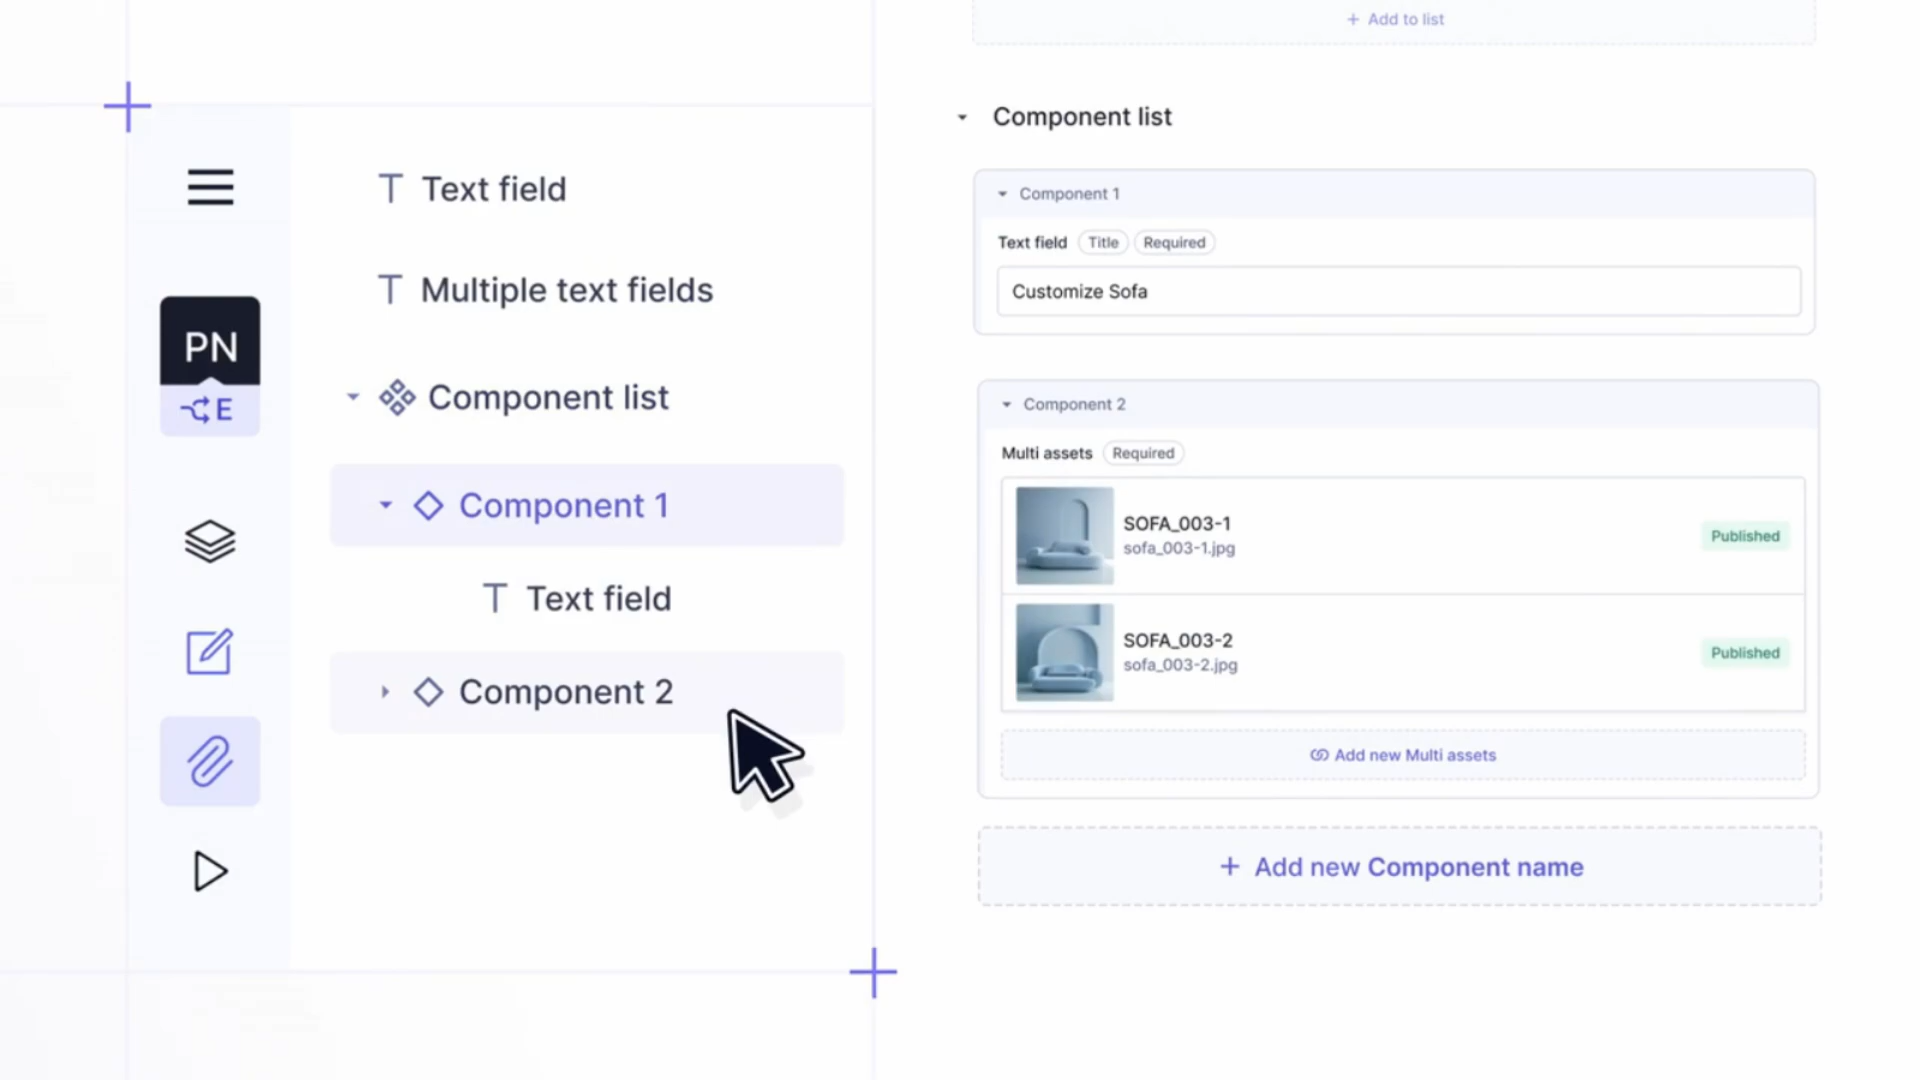 PN
E
Text field
Multiple text fields
Component list
Component 1
Text field
Component 2
+ Add to list
Component list
Component 1
Text field Title Required
Customize Sofa
Component 2
Multi assets Required
SOFA_003-1
sofa_003-1.jpg
Published
SOFA_003-2
sofa_003-2.jpg
Published
Add new Multi assets
+ Add new Component name